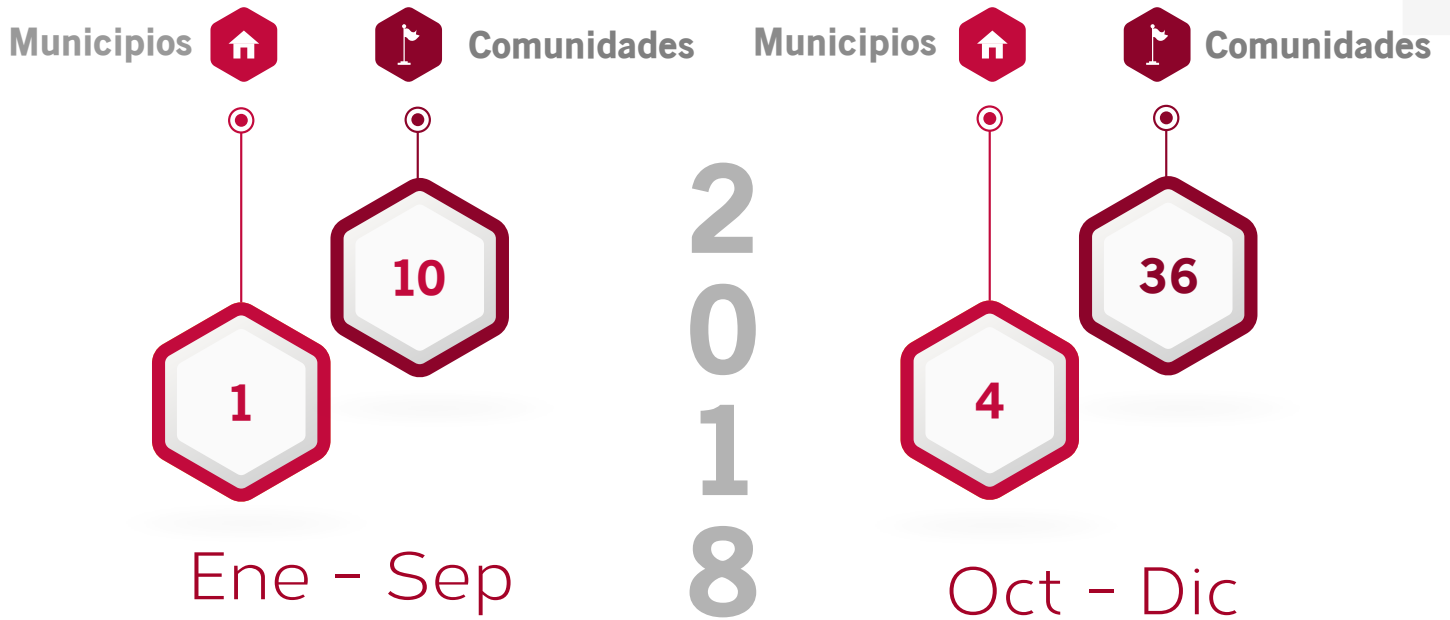 Municipios
Comunidades
10
1
Ene - Sep
2
0
1
8
Municipios
Comunidades
36
4
Oct - Dic